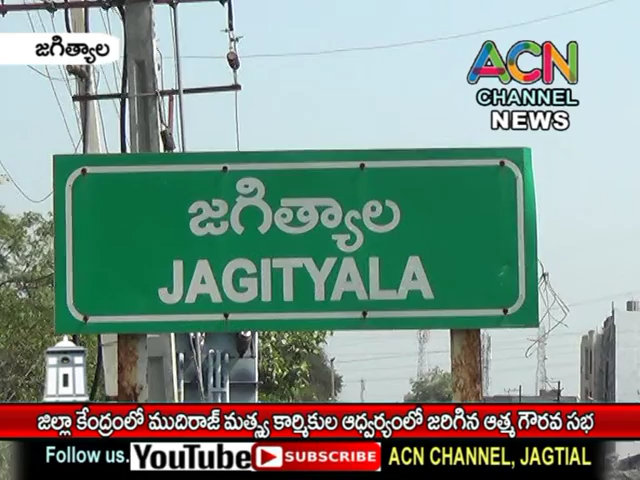 జగిత్యాల
ACN
CHANNEL
NEWS
జగిత్యాల
JAGITYALA
జిల్లా కేంద్రంలో ముదిరాజ్ మత్స్య కార్మికుల ఆధ్వర్యంలో జరిగిన ఆత్మ గౌరవ సభ
Follow us. YouTube SUBSCRIBE ACN CHANNEL, JAGTIAL